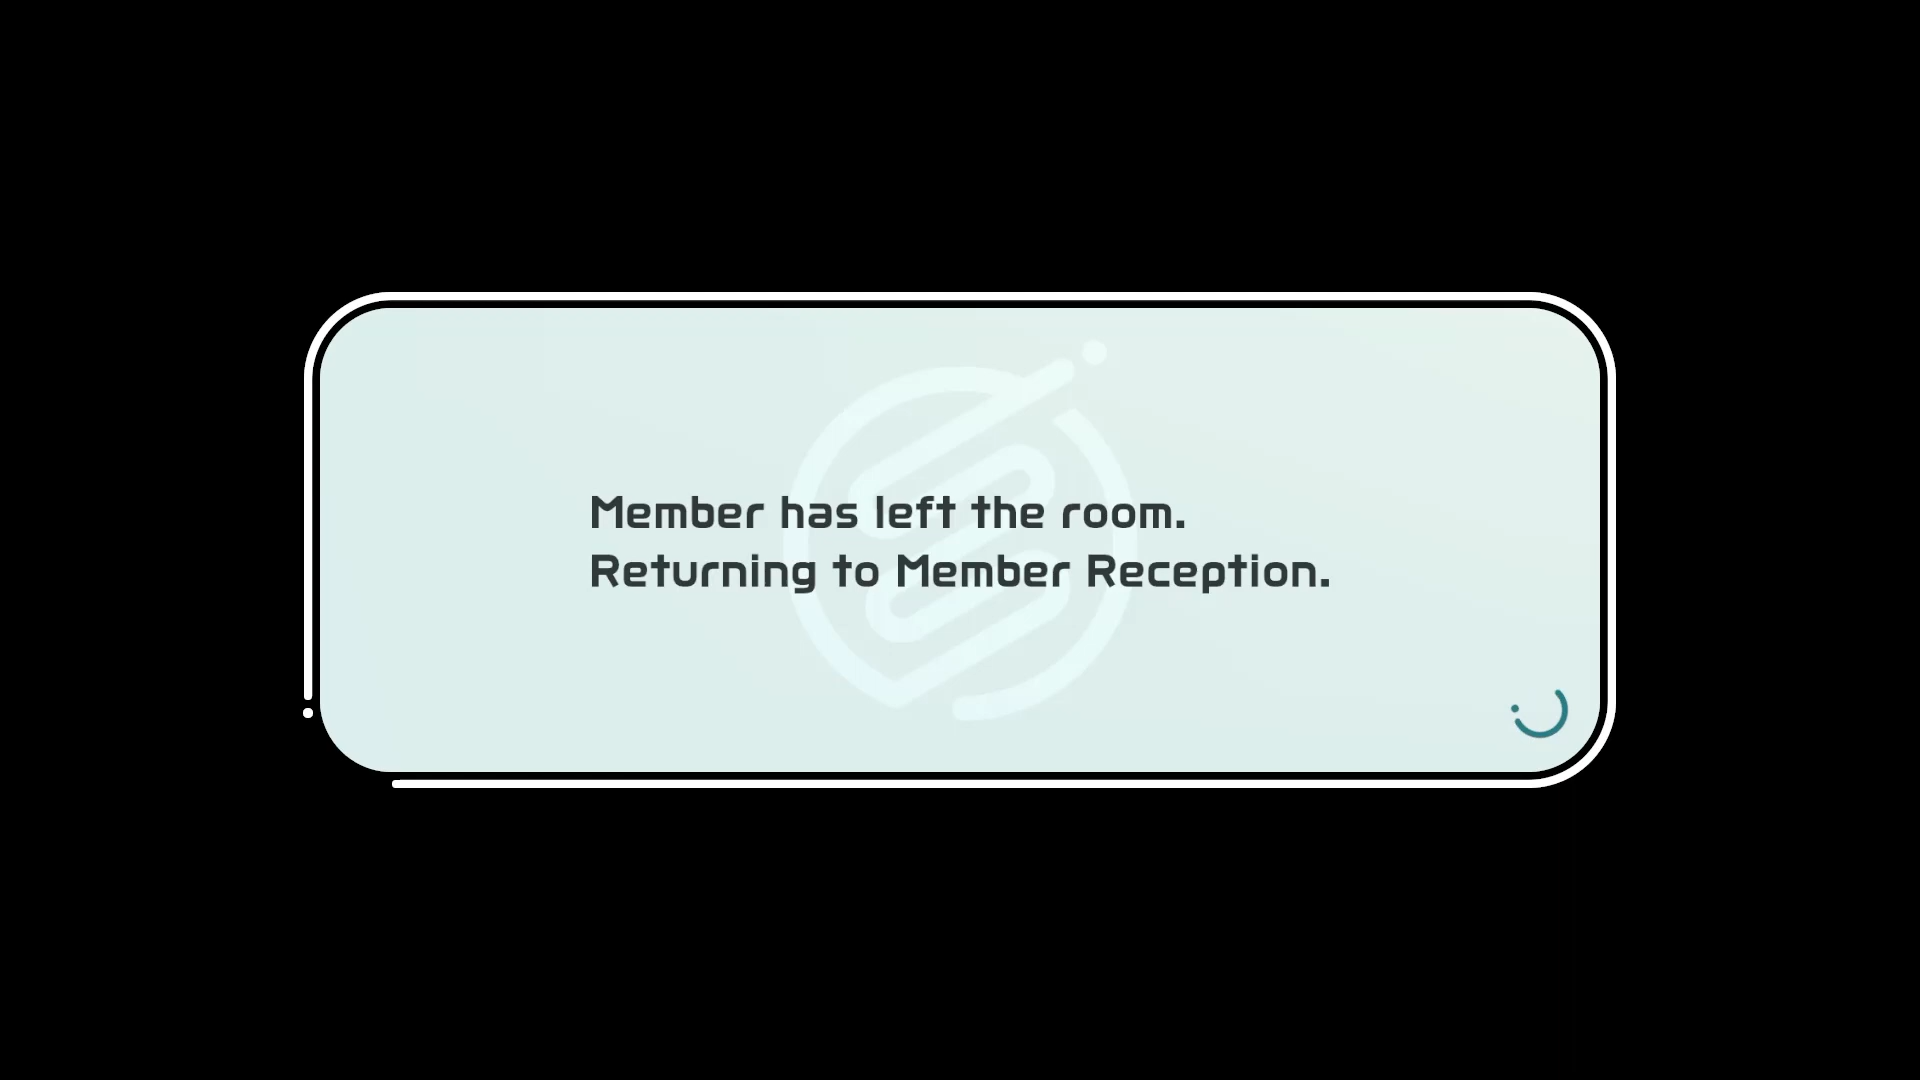 Member has left the room.
Returning to Member Reception.